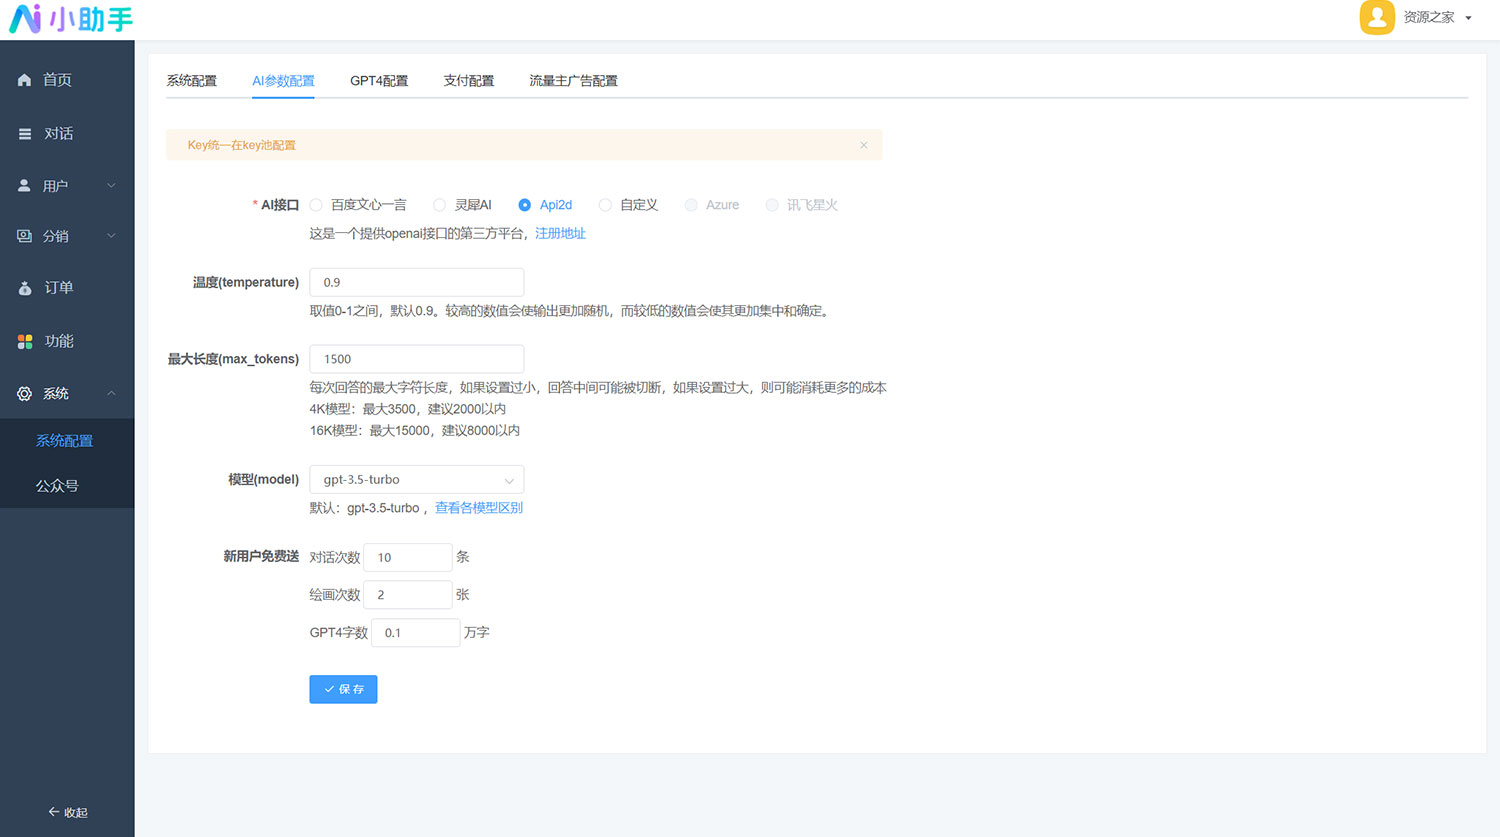 Ai小助手
资源之家
首页
对话
用户
分销
订单
功能
系统
系统配置
公众号
收起
系统配置 AI参数配置 GPT4配置 支付配置 流量主广告配置
Key统一在key池配置
* AI接口 百度文心一言 灵犀AI Api2d 自定义 Azure 讯飞星火
这是一个提供openai接口的第三方平台，注册地址
温度(temperature) 0.9
取值0-1之间，默认0.9。较高的数值会使输出更加随机，而较低的数值会使其更加集中和确定。
最大长度(max_tokens) 1500
每次回答的最大字符长度，如果设置过小，回答中间可能被切断，如果设置过大，则可能消耗更多的成本
4K模型：最大3500，建议2000以内
16K模型：最大15000，建议8000以内
模型(model) gpt-3.5-turbo
默认：gpt-3.5-turbo ，查看各模型区别
新用户免费送 对话次数 10 条
绘画次数 2 张
GPT4字数 0.1 万字
保存